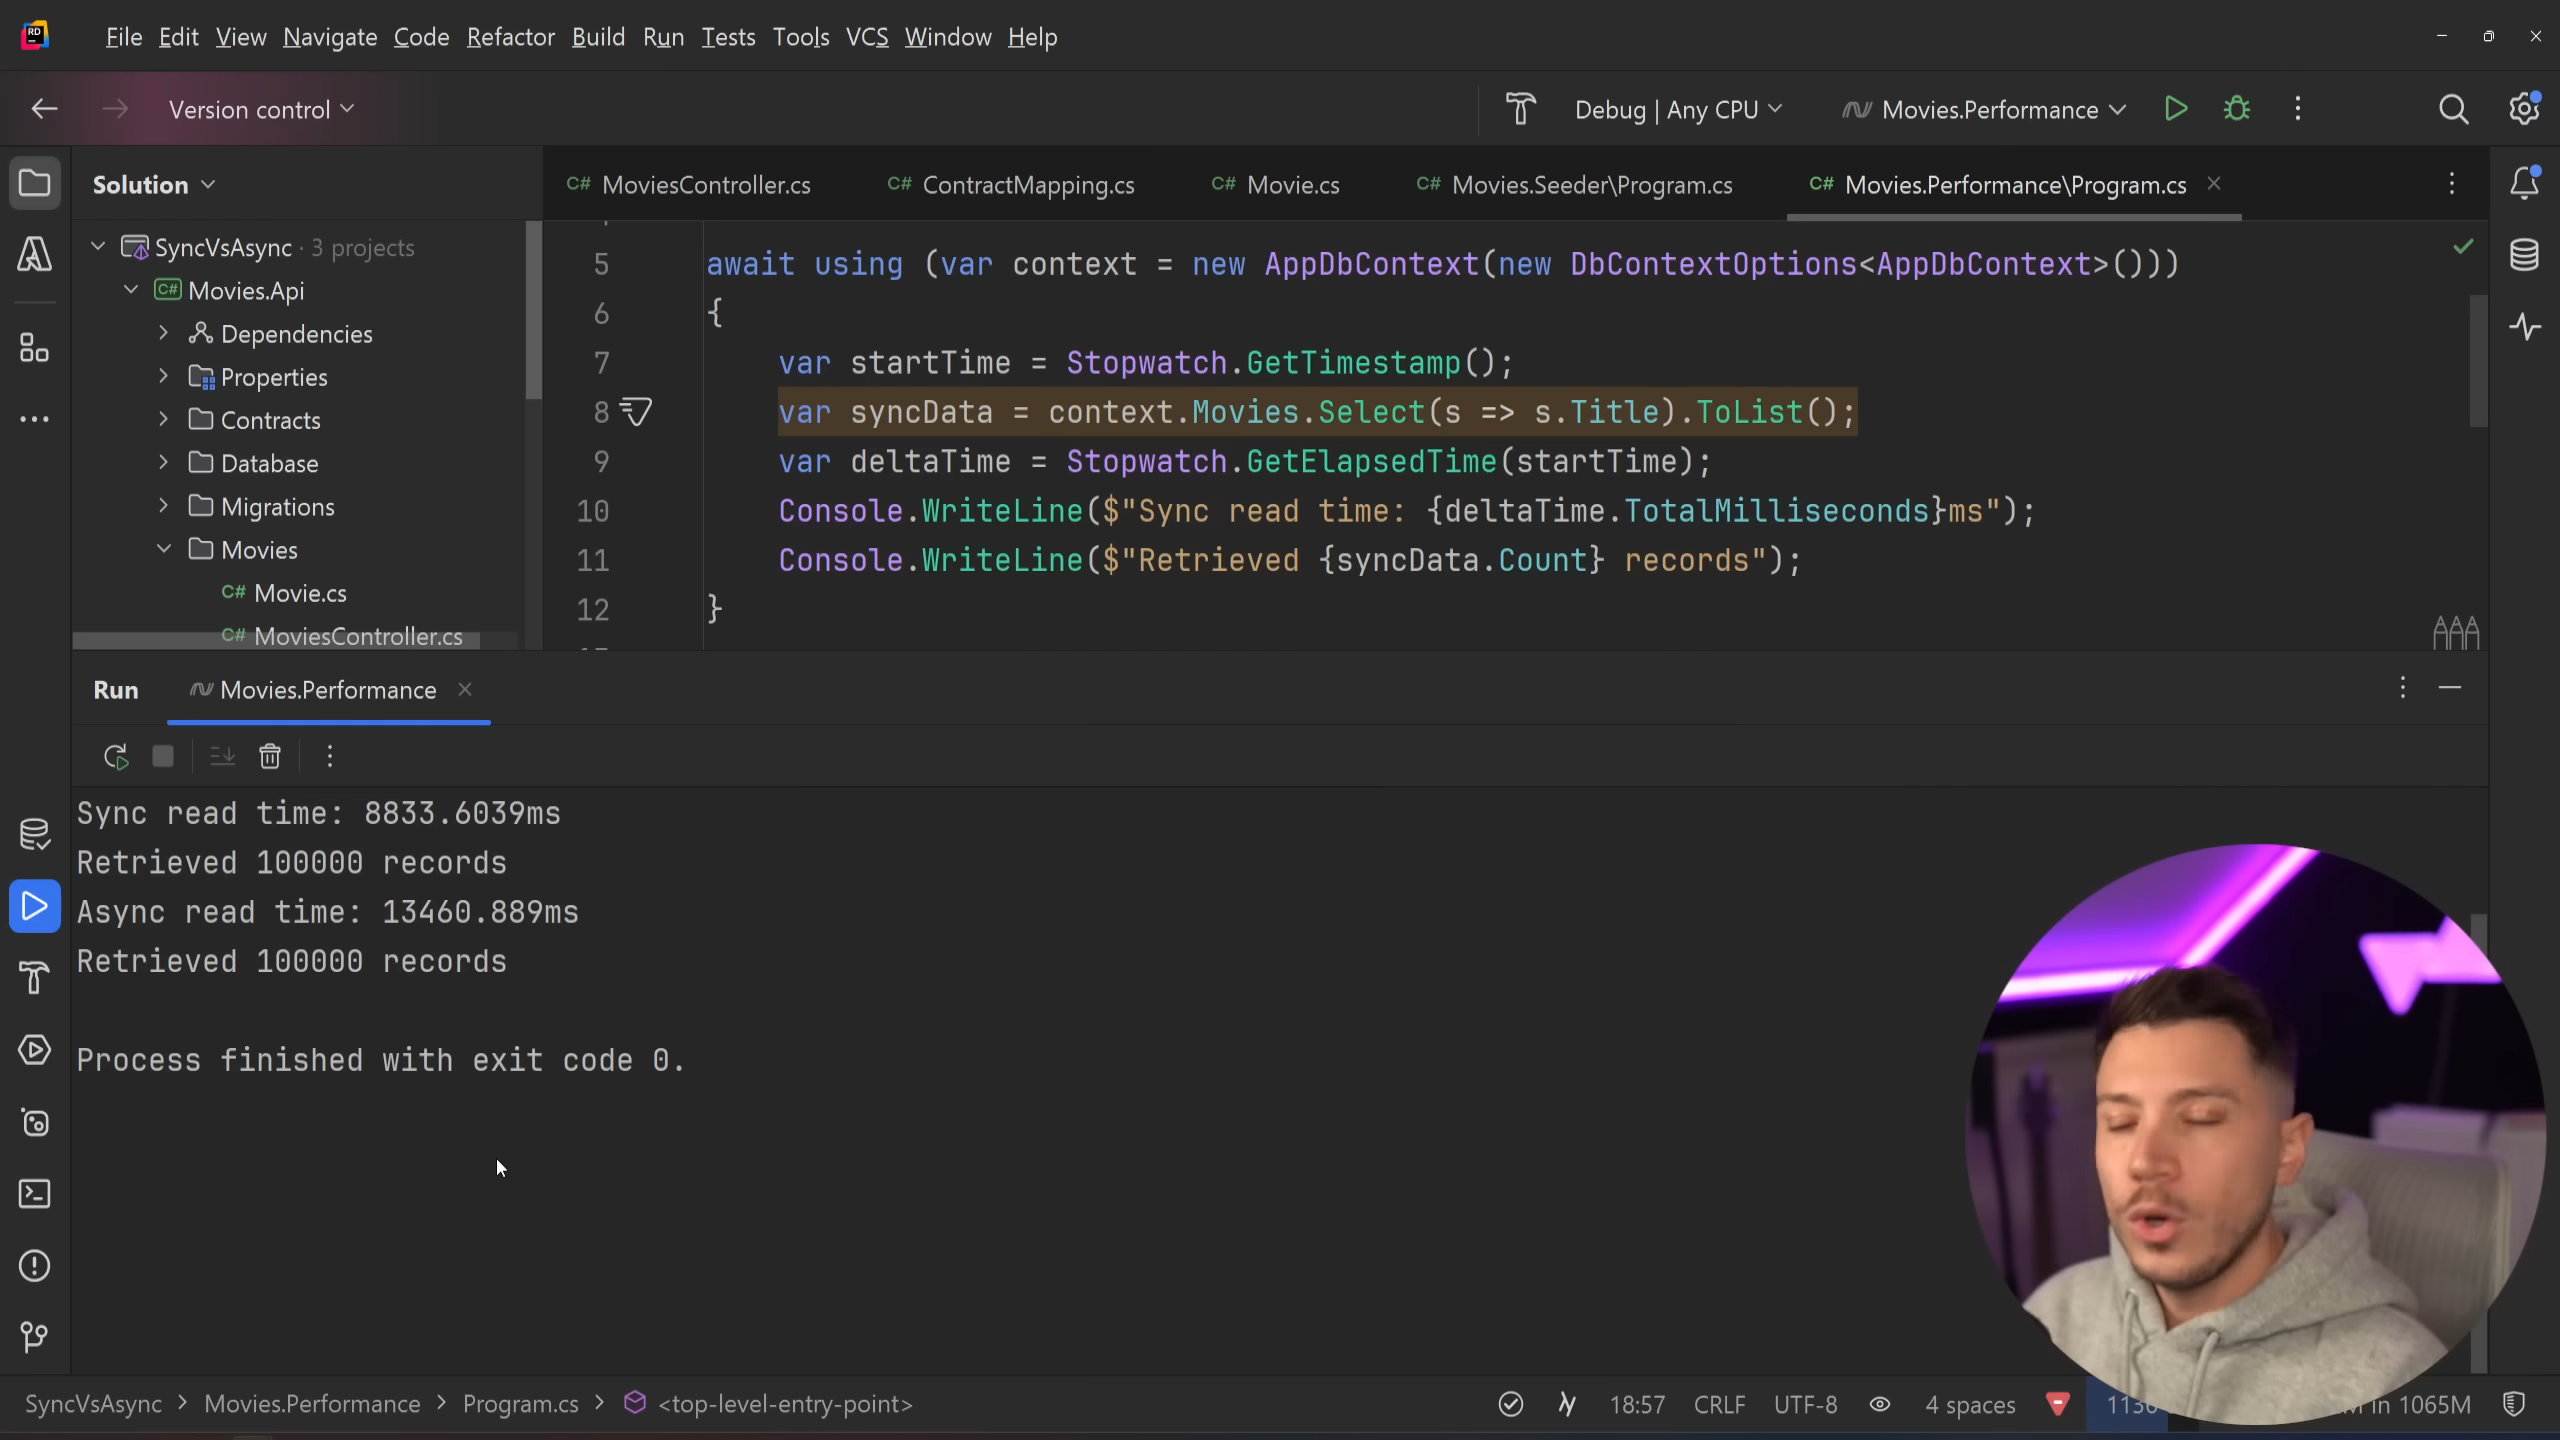 RD File Edit View Navigate Code Refactor Build Run Tests Tools VCS Window Help
Version control Debug | Any CPU Movies.Performance
Solution
C# MoviesController.cs C# ContractMapping.cs C# Movie.cs C# Movies.Seeder\Program.cs C# Movies.Performance\Program.cs
SyncVsAsync · 3 projects
C# Movies.Api
Dependencies
Properties
Contracts
Database
Migrations
Movies
C# Movie.cs
C# MoviesController.cs
5 await using (var context = new AppDbContext(new DbContextOptions<AppDbContext>()))
6 {
7 var startTime = Stopwatch.GetTimestamp();
8 var syncData = context.Movies.Select(s => s.Title).ToList();
9 var deltaTime = Stopwatch.GetElapsedTime(startTime);
10 Console.WriteLine($"Sync read time: {deltaTime.TotalMilliseconds}ms");
11 Console.WriteLine($"Retrieved {syncData.Count} records");
12 }
Run Movies.Performance
Sync read time: 8833.6039ms
Retrieved 100000 records
Async read time: 13460.889ms
Retrieved 100000 records
Process finished with exit code 0.
SyncVsAsync > Movies.Performance > Program.cs > <top-level-entry-point> 18:57 CRLF UTF-8 4 spaces in 1065M